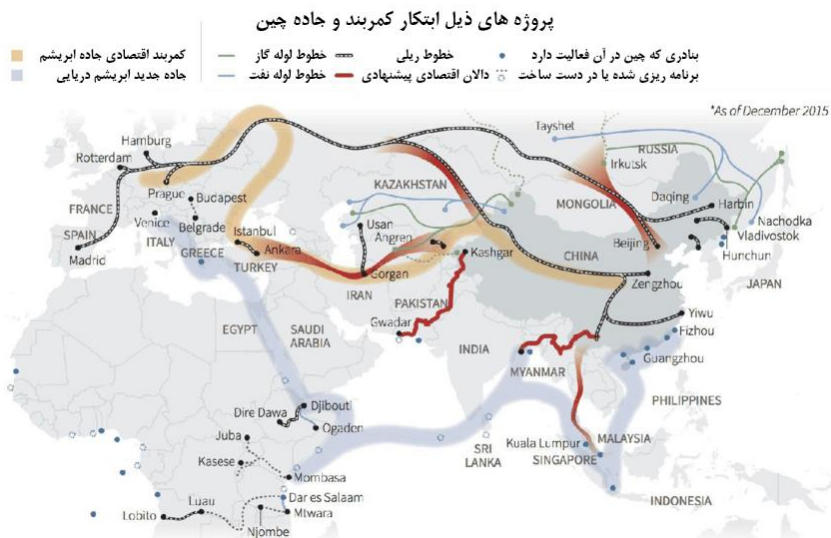 پروژه های ذیل ابتکار کمربند و جاده چین
بنادری که چین در آن فعالیت دارد
خطوط ریلی
خطوط لوله گاز
کمربند اقتصادی جاده ابریشم
برنامه ریزی شده یا در دست ساخت
دالان اقتصادی پیشنهادی
خطوط لوله نفت
جاده جدید ابریشم دریایی
*As of December 2015
Tayshet
Hamburg
RUSSIA
Rotterdam
Irkutsk
KAZAKHSTAN
Prague
Budapest
Daqing
Harbin
FRANCE
MONGOLIA
Venice
Belgrade
Istanbul
Usan
Nachodka
ITALY
Angren
Vladivostok
SPAIN
GREECE
Ankara
Beijing
Kashgar
Hunchun
Madrid
TURKEY
Gorgan
CHINA
Zengzhou
JAPAN
IRAN
PAKISTAN
Yiwu
EGYPT
SAUDI
ARABIA
Gwadar
Fizhou
INDIA
Guangzhou
MYANMAR
PHILIPPINES
Djibouti
Dire Dawa
Ogaden
Juba
SRI
LANKA
Kuala Lumpur
MALAYSIA
SINGAPORE
Kasese
Mombasa
Dar es Salaam
INDONESIA
Luau
Lobito
Mtwara
Njombe